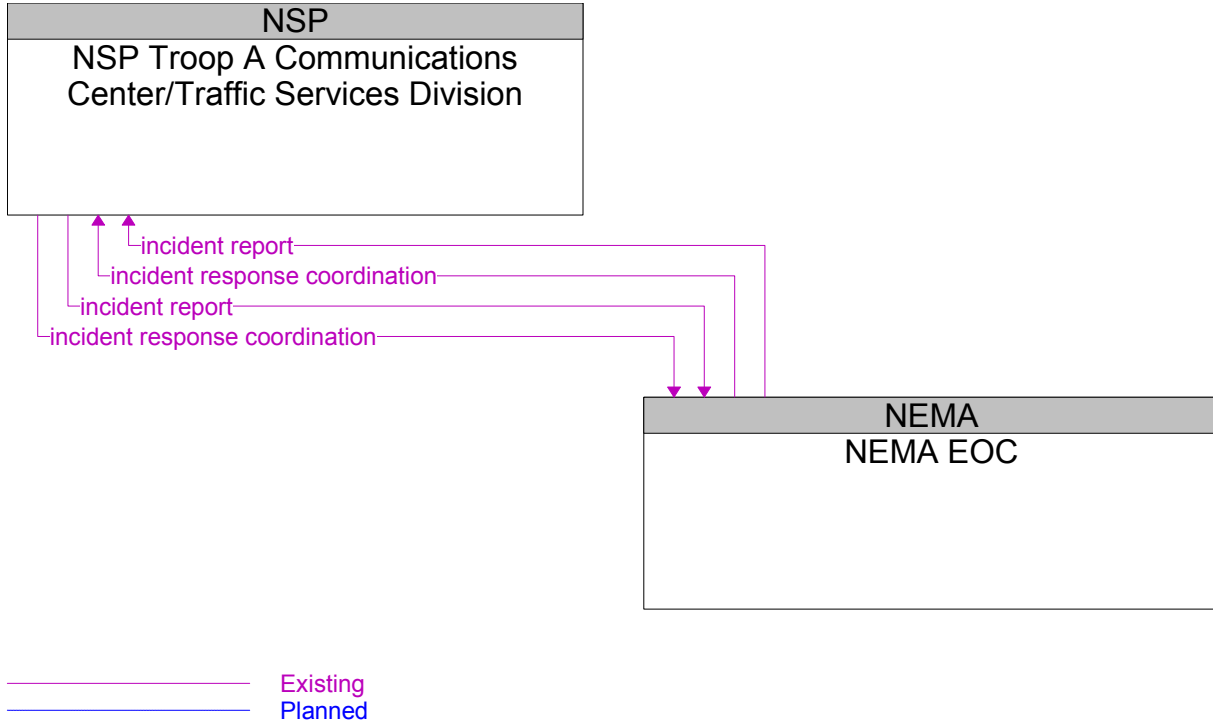 NSP
NSP Troop A Communications
Center/Traffic Services Division
incident report
incident response coordination
incident report
incident response coordination
NEMA
NEMA EOC
Existing
Planned